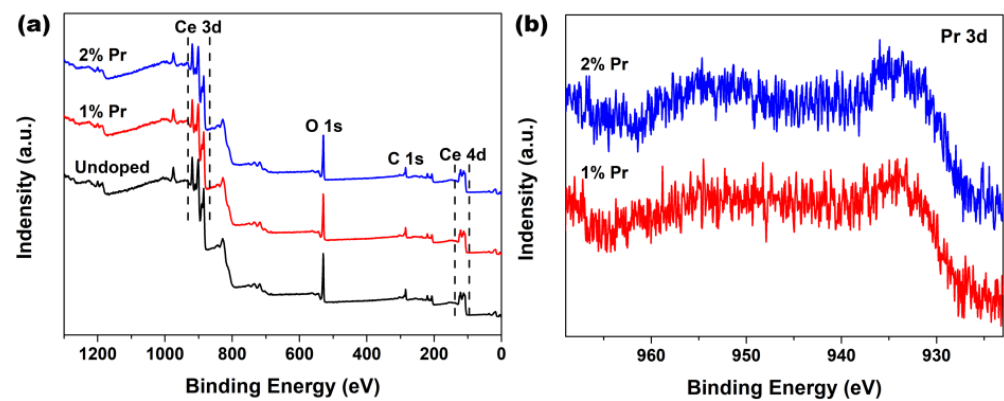 (a)
Ce 3d
2% Pr
1% Pr
Undoped
O 1s
C 1s
Ce 4d
Indensity (a.u.)
1200 1000 800 600 400 200 0
Binding Energy (eV)
(b)
Pr 3d
2% Pr
1% Pr
Indensity (a.u.)
960 950 940 930
Binding Energy (eV)